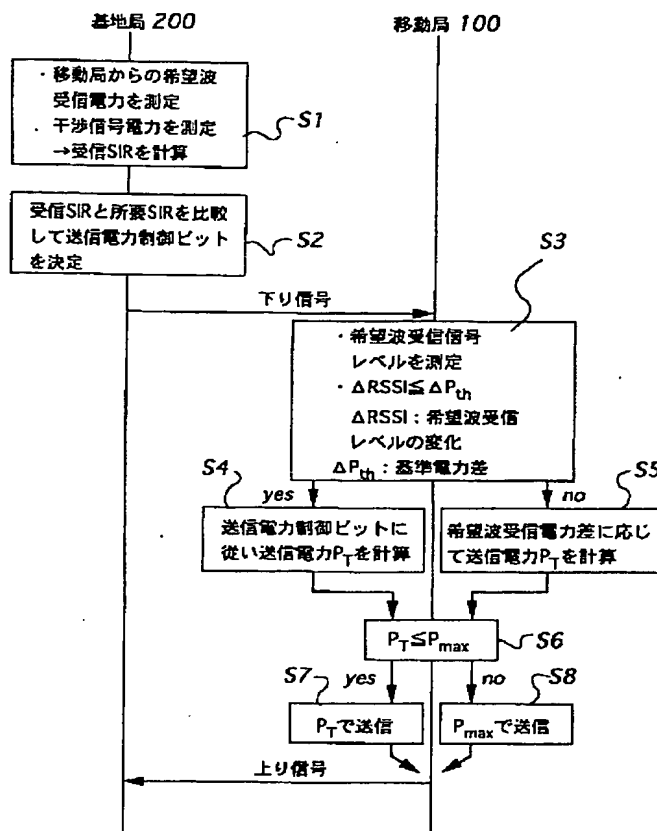 基地局 200
移動局 100
・移動局からの希望波
受信電力を測定
干渉信号電力を測定
→受信SIRを計算
S1
受信SIRと所要SIRを比較
して送信電力制御ビット
を決定
S2
下り信号
S3
・希望波受信信号
レベルを測定
・ΔRSSI≦ΔPth
ΔRSSI：希望波受信
レベルの変化
ΔPth：基準電力差
S4
yes
no
S5
送信電力制御ビットに
従い送信電力PTを計算
希望波受信電力差に応じ
て送信電力PTを計算
PT≦Pmax
S6
S7
yes
no
S8
PTで送信
Pmaxで送信
上り信号